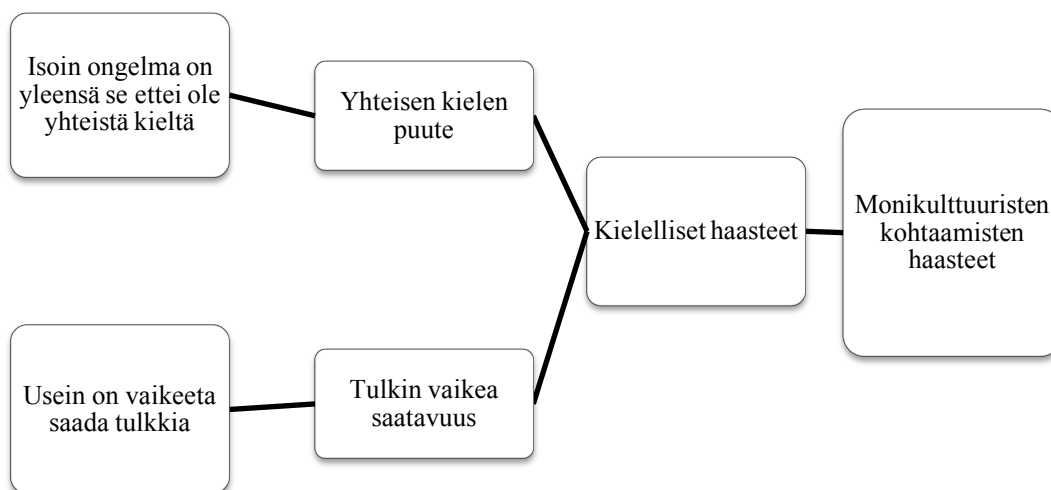 Isoin ongelma on
yleensä se ettei ole
yhteistä kieltä
Yhteisen kielen
puute
Kielelliset haasteet
Monikulttuuristen
kohtaamisten
haasteet
Usein on vaikeeta
saada tulkkia
Tulkin vaikea
saatavuus